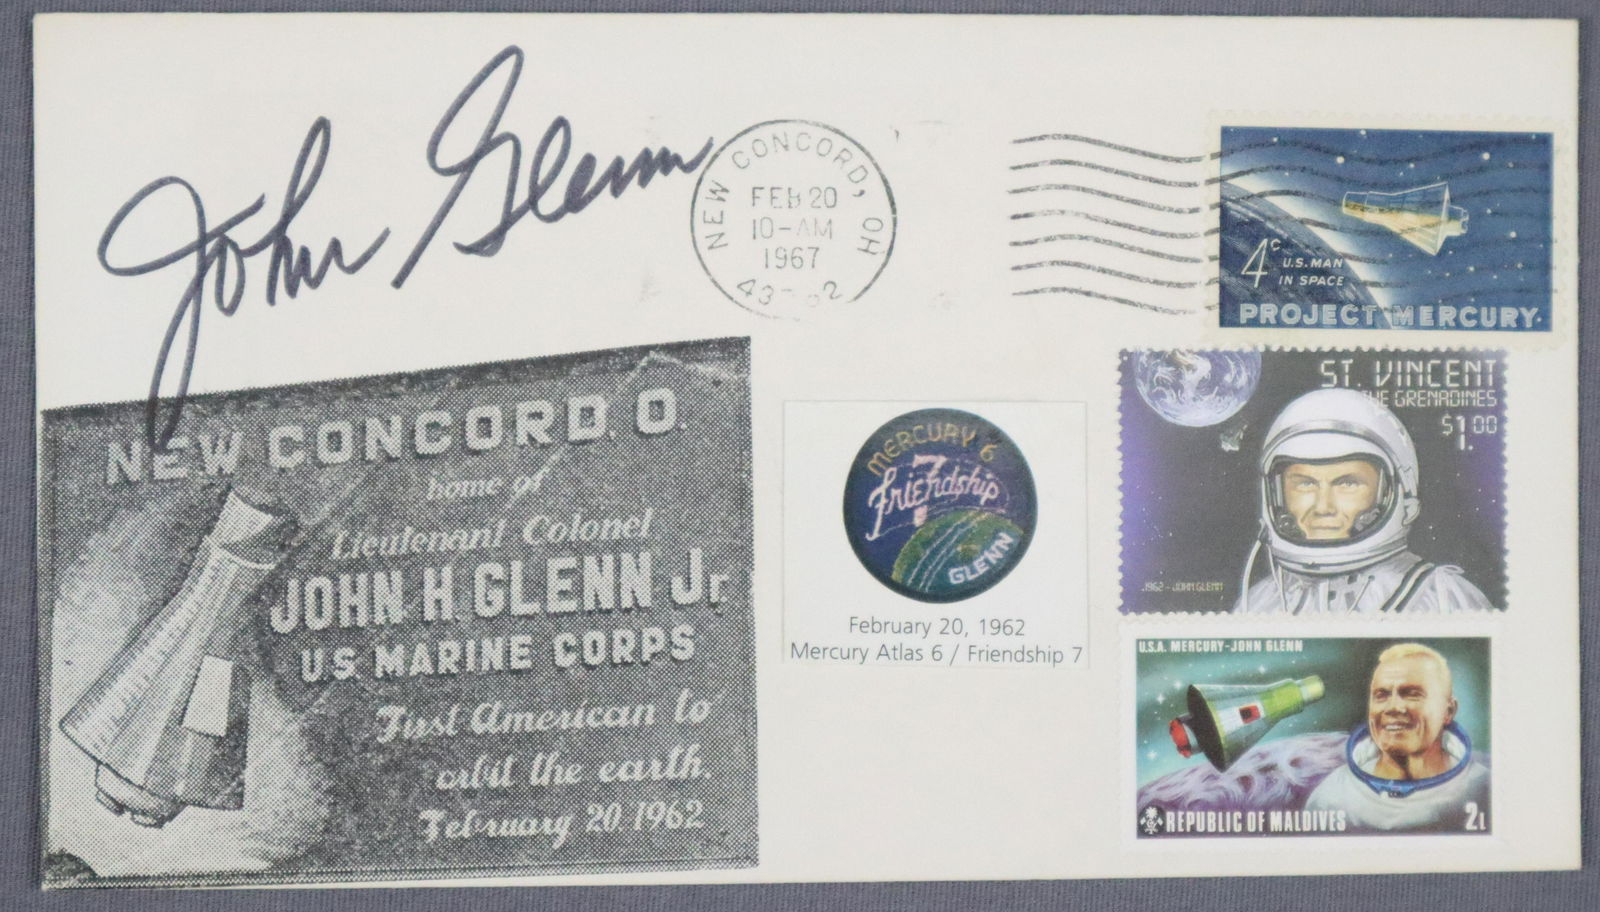 John Glenn
NEW CONCORD, OH
FEB 20
10-AM
1967
4¢
U.S. MAN
IN SPACE
PROJECT MERCURY
NEW CONCORD, O.
home of
Lieutenant Colonel
JOHN H GLENN Jr
US MARINE CORPS
First American to
orbit the earth.
February 20 1962
MERCURY 6
Friendship
7
GLENN
February 20, 1962
Mercury Atlas 6 / Friendship 7
ST. VINCENT
THE GRENADINES
$1.00
1962 - JOHN GLENN
U.S.A. MERCURY-JOHN GLENN
REPUBLIC OF MALDIVES
2L